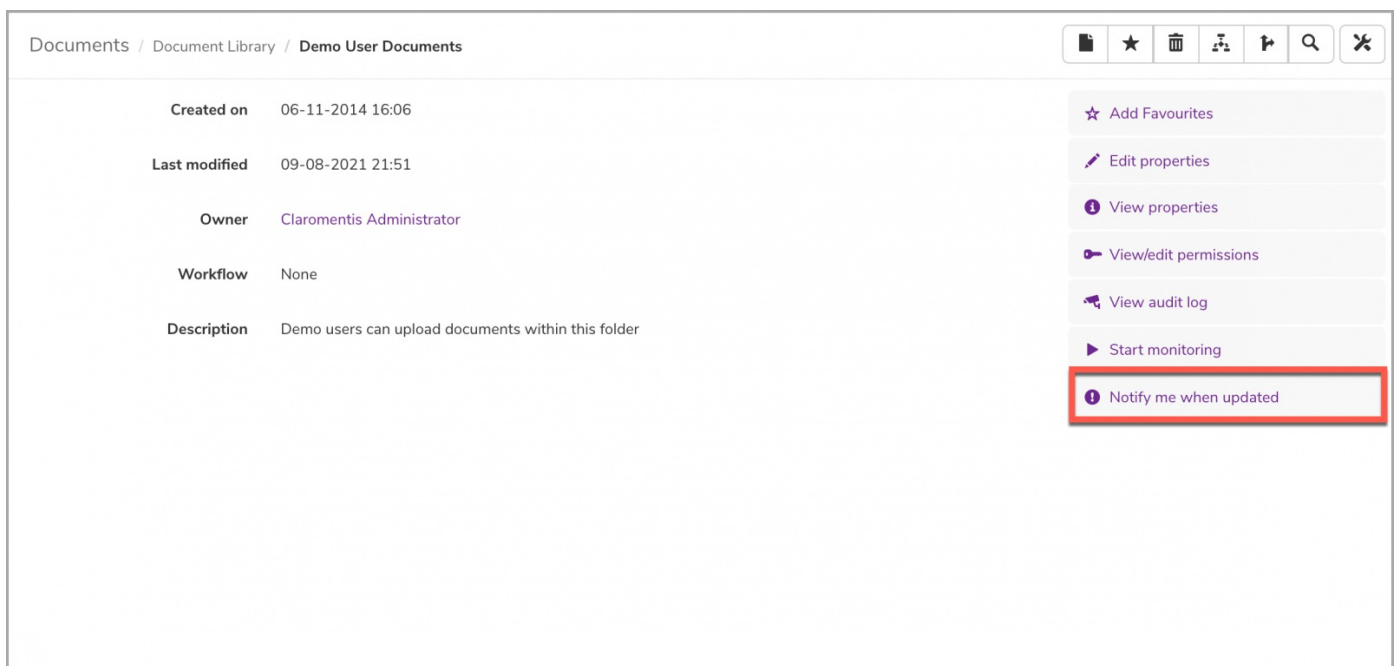 Documents / Document Library / Demo User Documents
Created on 06-11-2014 16:06
Last modified 09-08-2021 21:51
Owner Claromentis Administrator
Workflow None
Description Demo users can upload documents within this folder
Add Favourites
Edit properties
View properties
View/edit permissions
View audit log
Start monitoring
Notify me when updated